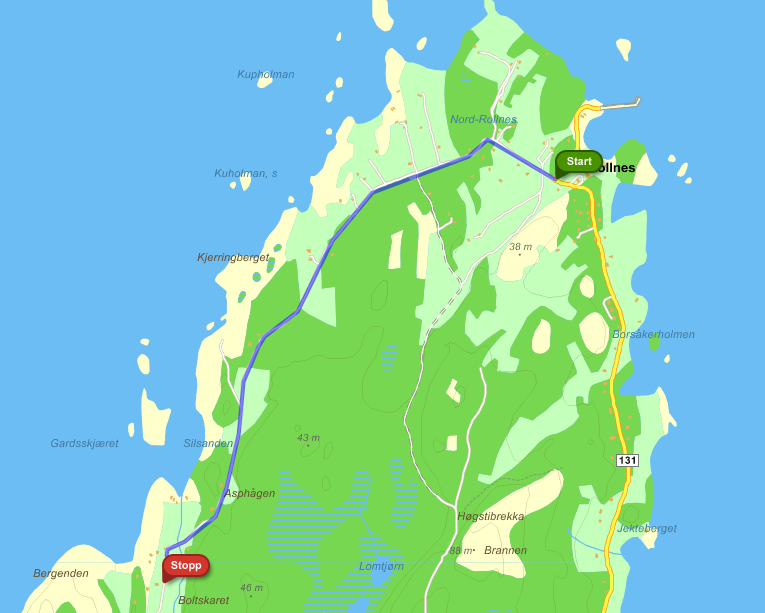 Kupholman
Nord-Rollnes
Start
ollnes
Kuholman, s
38 m
Kjerringberget
Borsåkerholmen
Gardsskjæret
Silsanden
43 m
131
Asphågen
Høgstibrekka
Jekteberget
88 m
Brannen
Stopp
Lomtjørn
Bergenden
46 m
Boltskaret